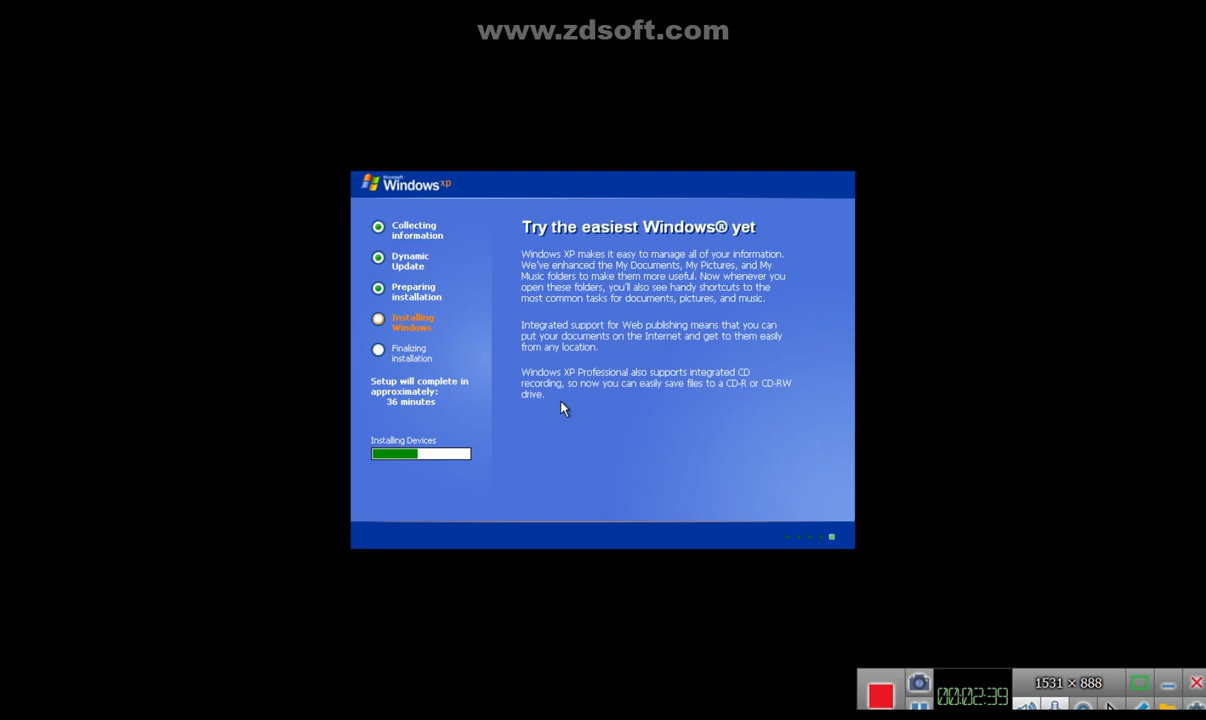 www.zdsoft.com
Microsoft
Windows xp
Collecting
information
Dynamic
Update
Preparing
installation
Installing
Windows
Finalizing
installation
Setup will complete in
approximately:
36 minutes
Installing Devices
Try the easiest Windows® yet
Windows XP makes it easy to manage all of your information.
We've enhanced the My Documents, My Pictures, and My
Music folders to make them more useful. Now whenever you
open these folders, you'll also see handy shortcuts to the
most common tasks for documents, pictures, and music.
Integrated support for Web publishing means that you can
put your documents on the Internet and get to them easily
from any location.
Windows XP Professional also supports integrated CD
recording, so now you can easily save files to a CD-R or CD-RW
drive.
00:02:39
1531 × 888